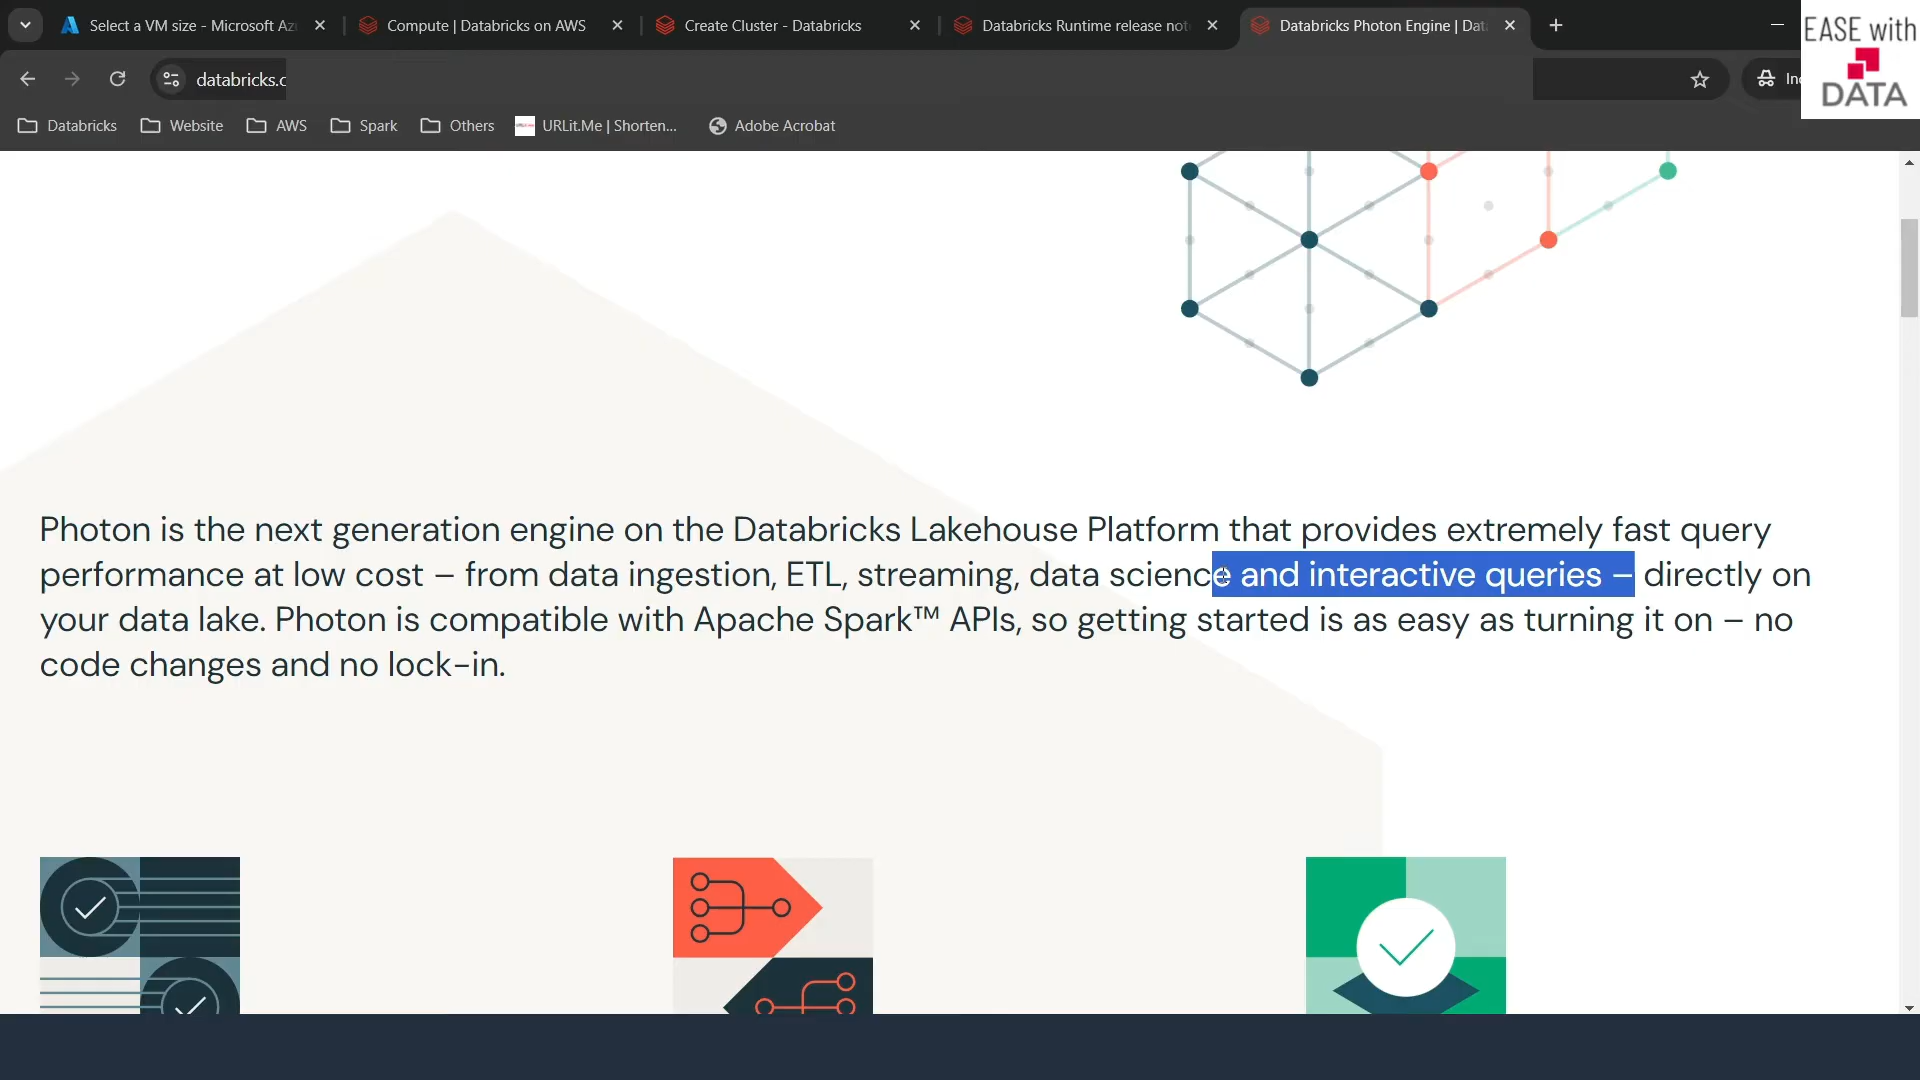 Select a VM size - Microsoft Az
Compute | Databricks on AWS
Create Cluster - Databricks
Databricks Runtime release not
Databricks Photon Engine | Dat
EASE with
DATA
databricks.c
Inc
Databricks
Website
AWS
Spark
Others
URLit.Me | Shorten...
Adobe Acrobat
Photon is the next generation engine on the Databricks Lakehouse Platform that provides extremely fast query
performance at low cost – from data ingestion, ETL, streaming, data science and interactive queries – directly on
your data lake. Photon is compatible with Apache Spark™ APIs, so getting started is as easy as turning it on – no
code changes and no lock-in.